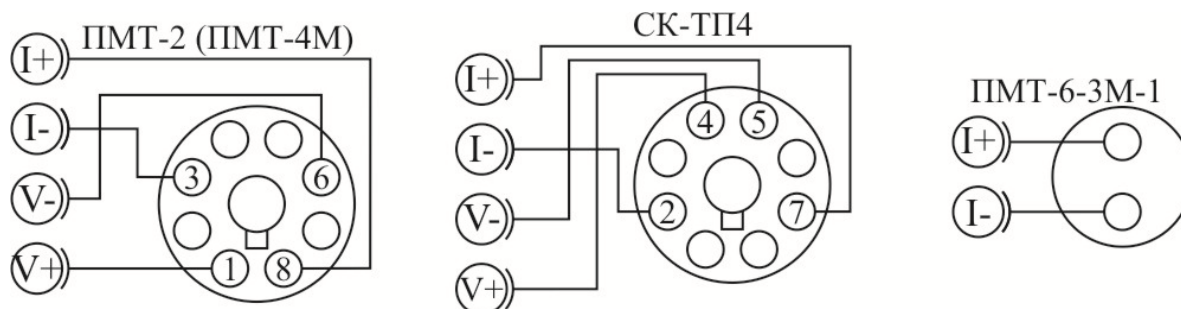 ПМТ-2 (ПМТ-4М)
I+
I-
V-
V+
3
6
1
8
СК-ТП4
I+
I-
V-
V+
4
5
2
7
ПМТ-6-3М-1
I+
I-